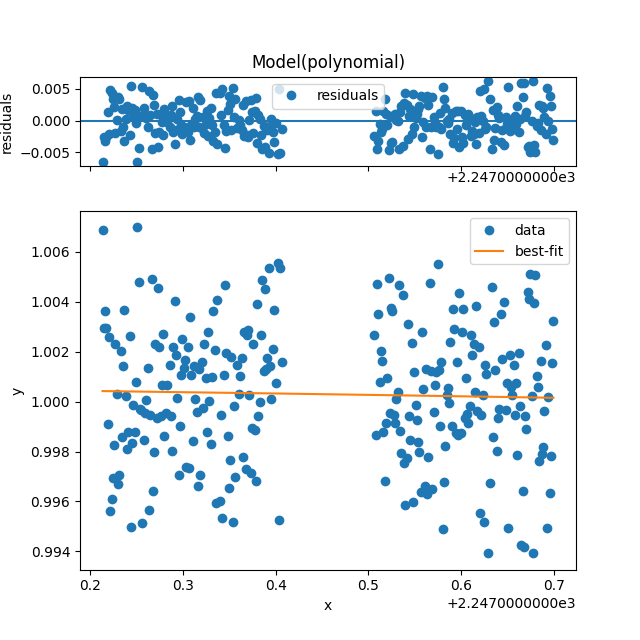 Model(polynomial)
residuals
0.005
0.000
−0.005
residuals
+2.2470000000e3
y
1.006
1.004
1.002
1.000
0.998
0.996
0.994
data
best-fit
0.2 0.3 0.4 0.5 0.6 0.7
x
+2.2470000000e3